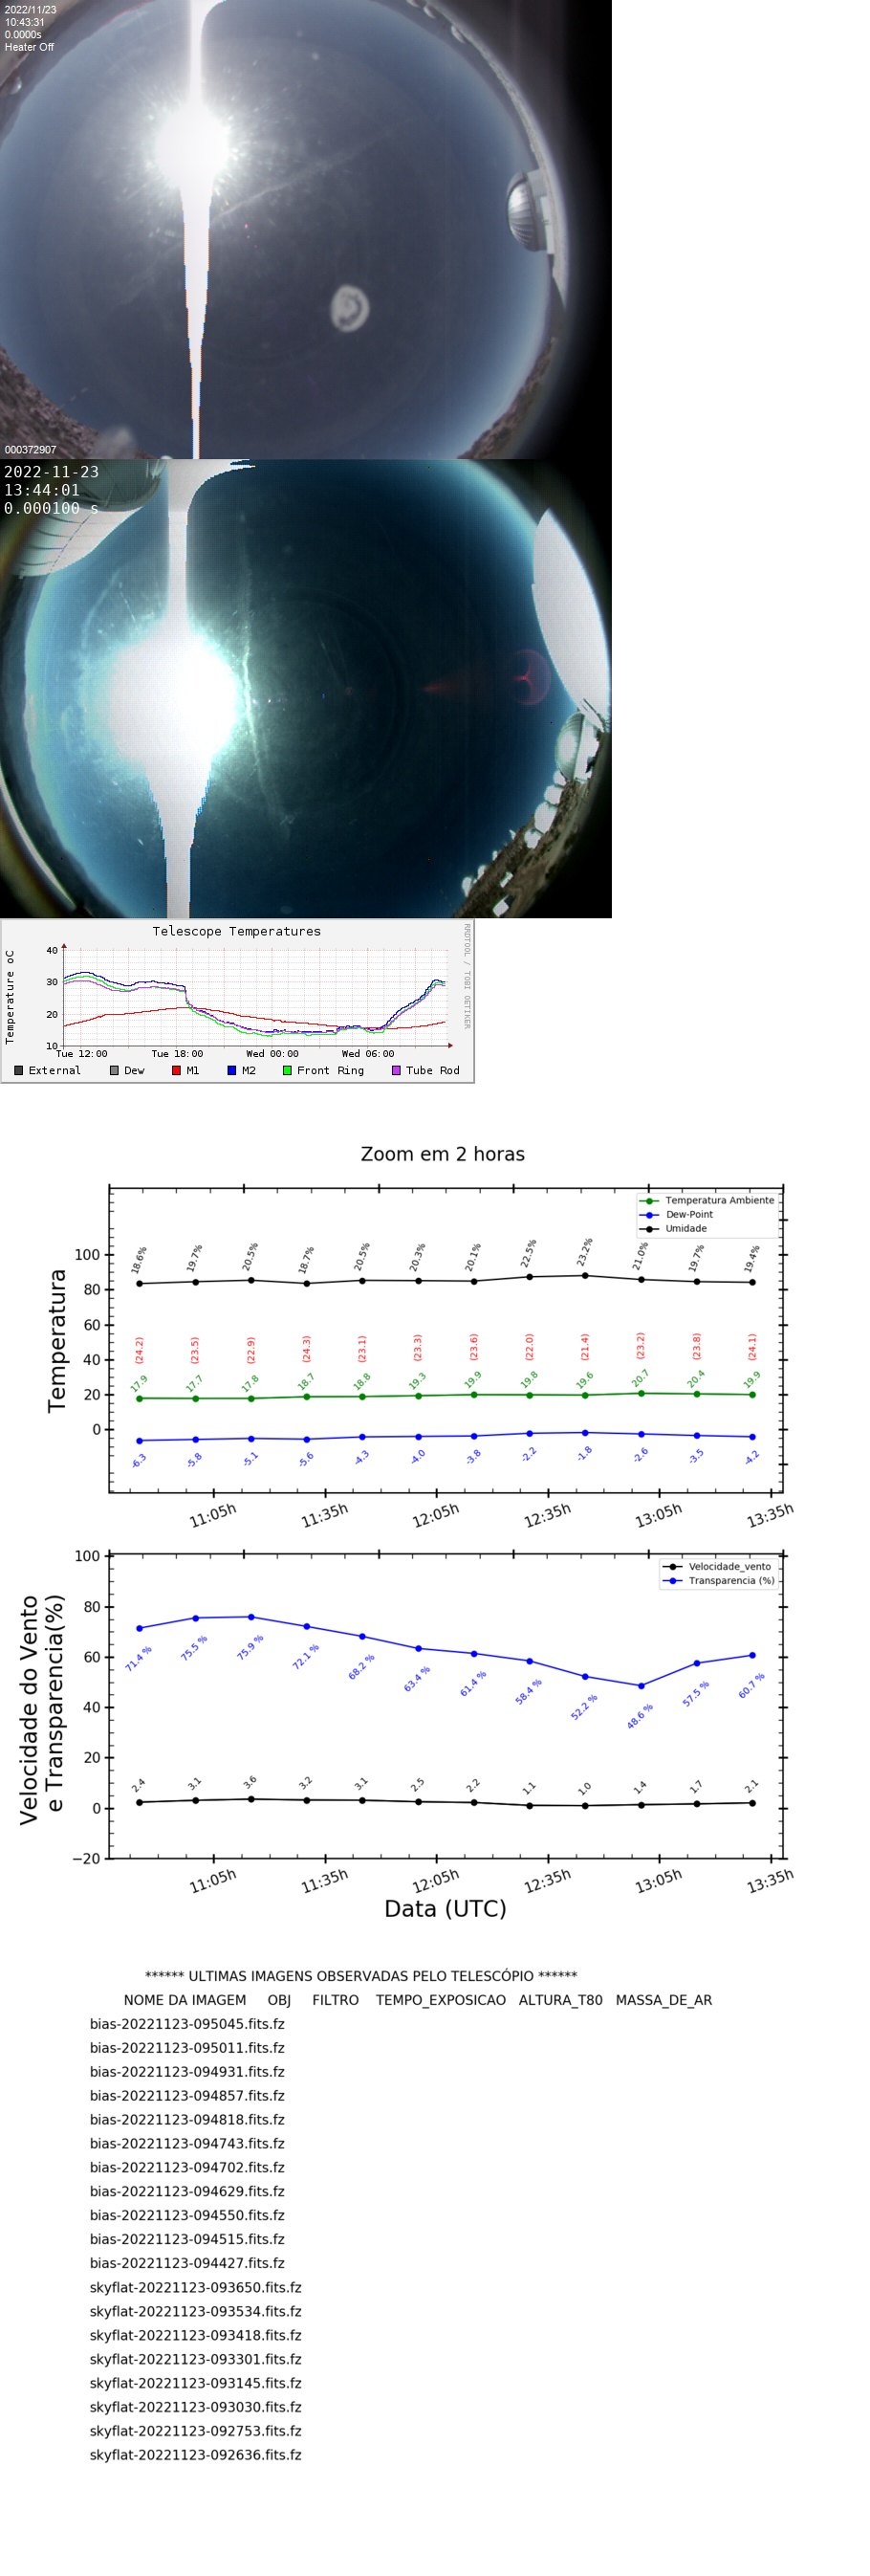 2022/11/23
10:43:31
0.0000s
Heater Off
000372907
2022-11-23
13:44:01
0.000100 s
Telescope Temperatures
RRDTOOL / TOBI OETIKER
Temperature oC
40
30
20
10
Tue 12:00 Tue 18:00 Wed 00:00 Wed 06:00
External Dew M1 M2 Front Ring Tube Rod
Zoom em 2 horas
Temperatura Ambiente
Dew-Point
Umidade
Temperatura
100
80
60
40
20
0
18.6% 19.7% 20.5% 18.7% 20.5% 20.3% 20.1% 22.5% 23.2% 21.0% 19.7% 19.4%
(24.2) (23.5) (22.9) (24.3) (23.1) (23.3) (23.6) (22.0) (21.4) (23.2) (23.8) (24.1)
17.9 17.7 17.8 18.7 18.8 19.3 19.9 19.8 19.6 20.7 20.4 19.9
-6.3 -5.8 -5.1 -5.6 -4.3 -4.0 -3.8 -2.2 -1.8 -2.6 -3.5 -4.2
11:05h 11:35h 12:05h 12:35h 13:05h 13:35h
Velocidade_vento
Transparencia (%)
Velocidade do Vento
e Transparencia(%)
100
80
60
40
20
0
−20
71.4 % 75.5 % 75.9 % 72.1 % 68.2 % 63.4 % 61.4 % 58.4 % 52.2 % 48.6 % 57.5 % 60.7 %
2.4 3.1 3.6 3.2 3.1 2.5 2.2 1.1 1.0 1.4 1.7 2.1
11:05h 11:35h 12:05h 12:35h 13:05h 13:35h
Data (UTC)
****** ULTIMAS IMAGENS OBSERVADAS PELO TELESCÓPIO ******
NOME DA IMAGEM OBJ FILTRO TEMPO_EXPOSICAO ALTURA_T80 MASSA_DE_AR
bias-20221123-095045.fits.fz
bias-20221123-095011.fits.fz
bias-20221123-094931.fits.fz
bias-20221123-094857.fits.fz
bias-20221123-094818.fits.fz
bias-20221123-094743.fits.fz
bias-20221123-094702.fits.fz
bias-20221123-094629.fits.fz
bias-20221123-094550.fits.fz
bias-20221123-094515.fits.fz
bias-20221123-094427.fits.fz
skyflat-20221123-093650.fits.fz
skyflat-20221123-093534.fits.fz
skyflat-20221123-093418.fits.fz
skyflat-20221123-093301.fits.fz
skyflat-20221123-093145.fits.fz
skyflat-20221123-093030.fits.fz
skyflat-20221123-092753.fits.fz
skyflat-20221123-092636.fits.fz